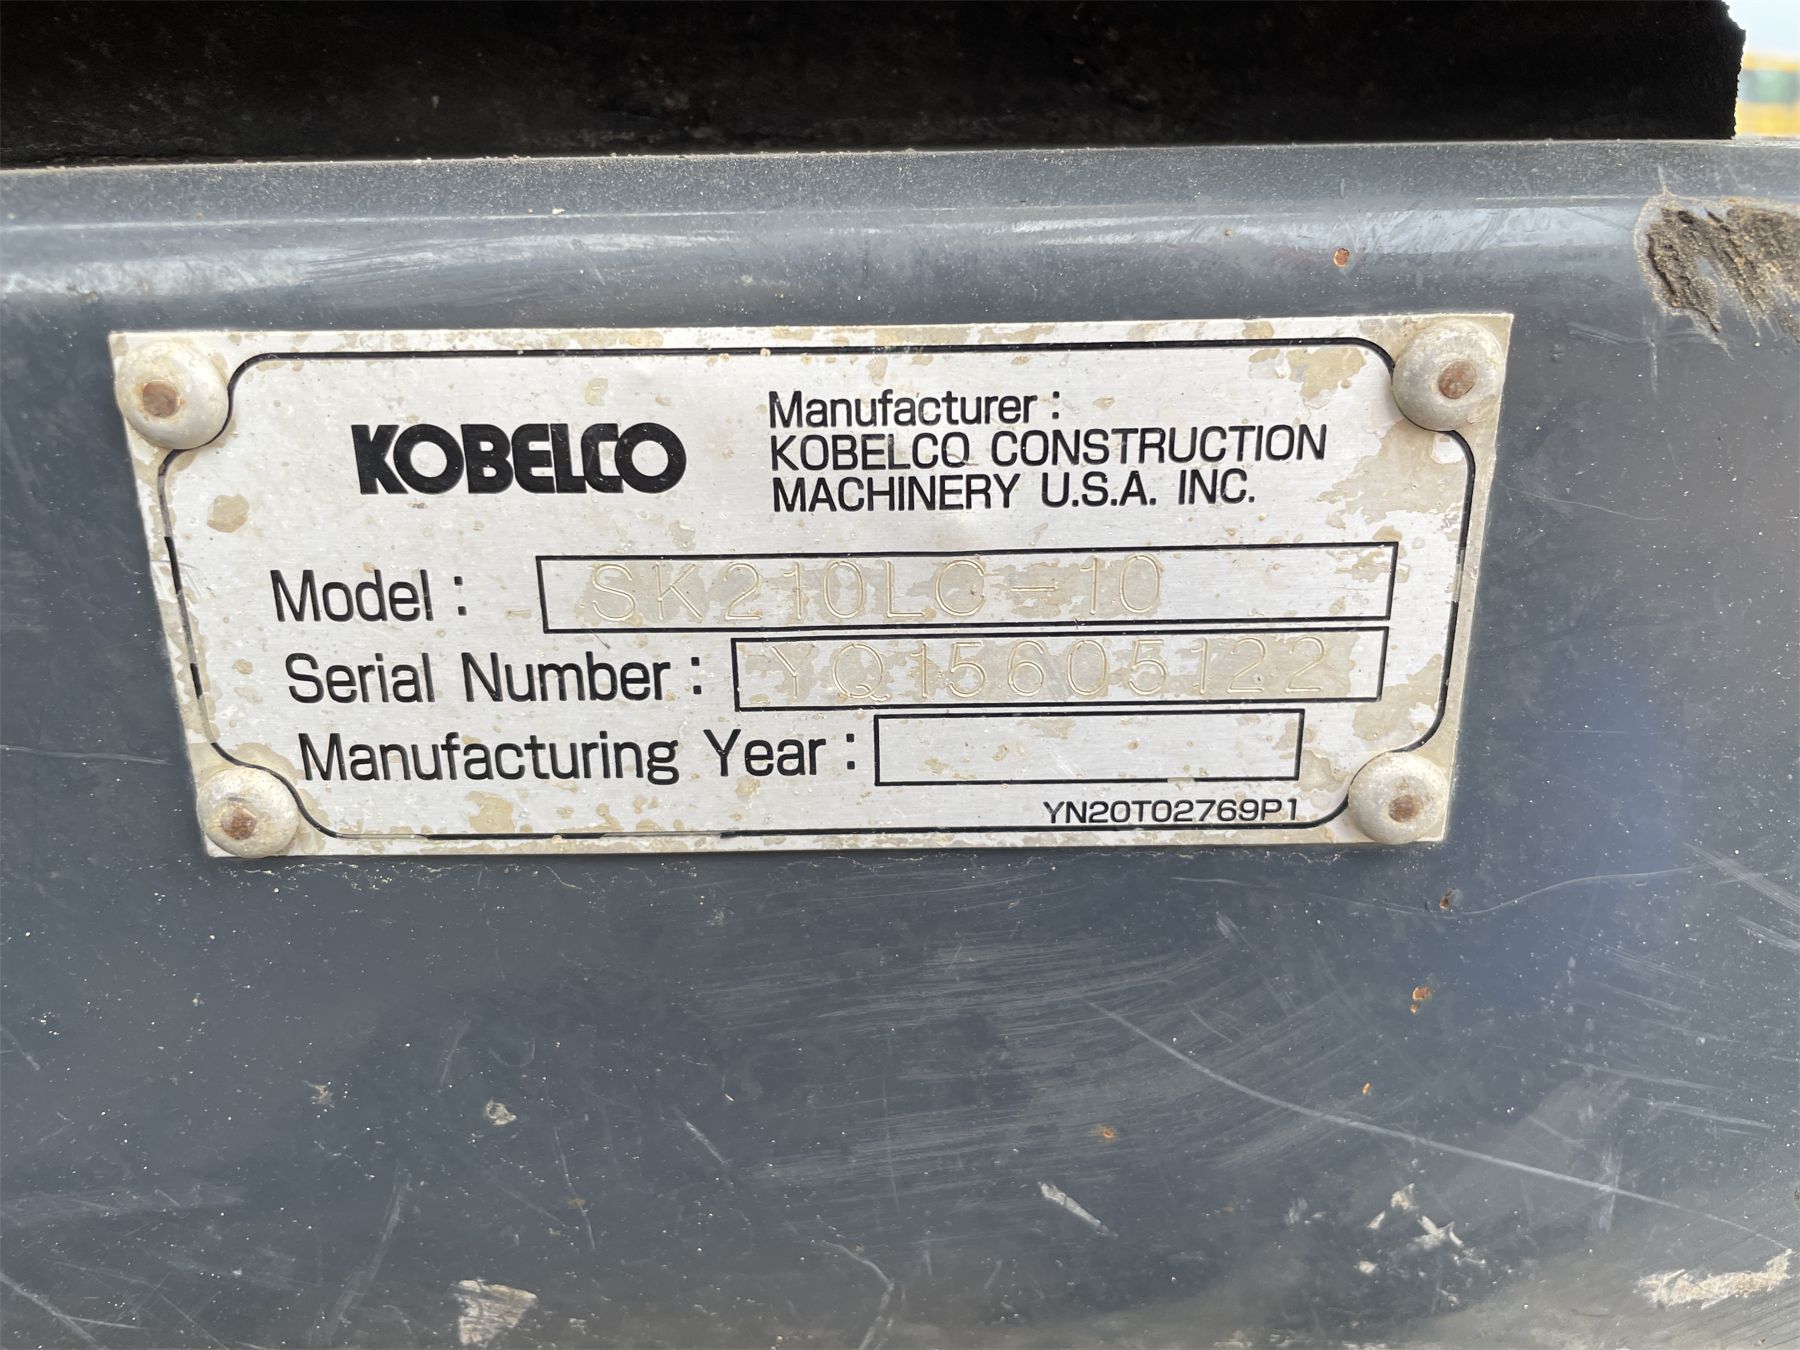 KOBELCO
Manufacturer :
KOBELCO CONSTRUCTION
MACHINERY U.S.A. INC.
Model : SK210LC-10
Serial Number : YQ15605122
Manufacturing Year :
YN20T02769P1